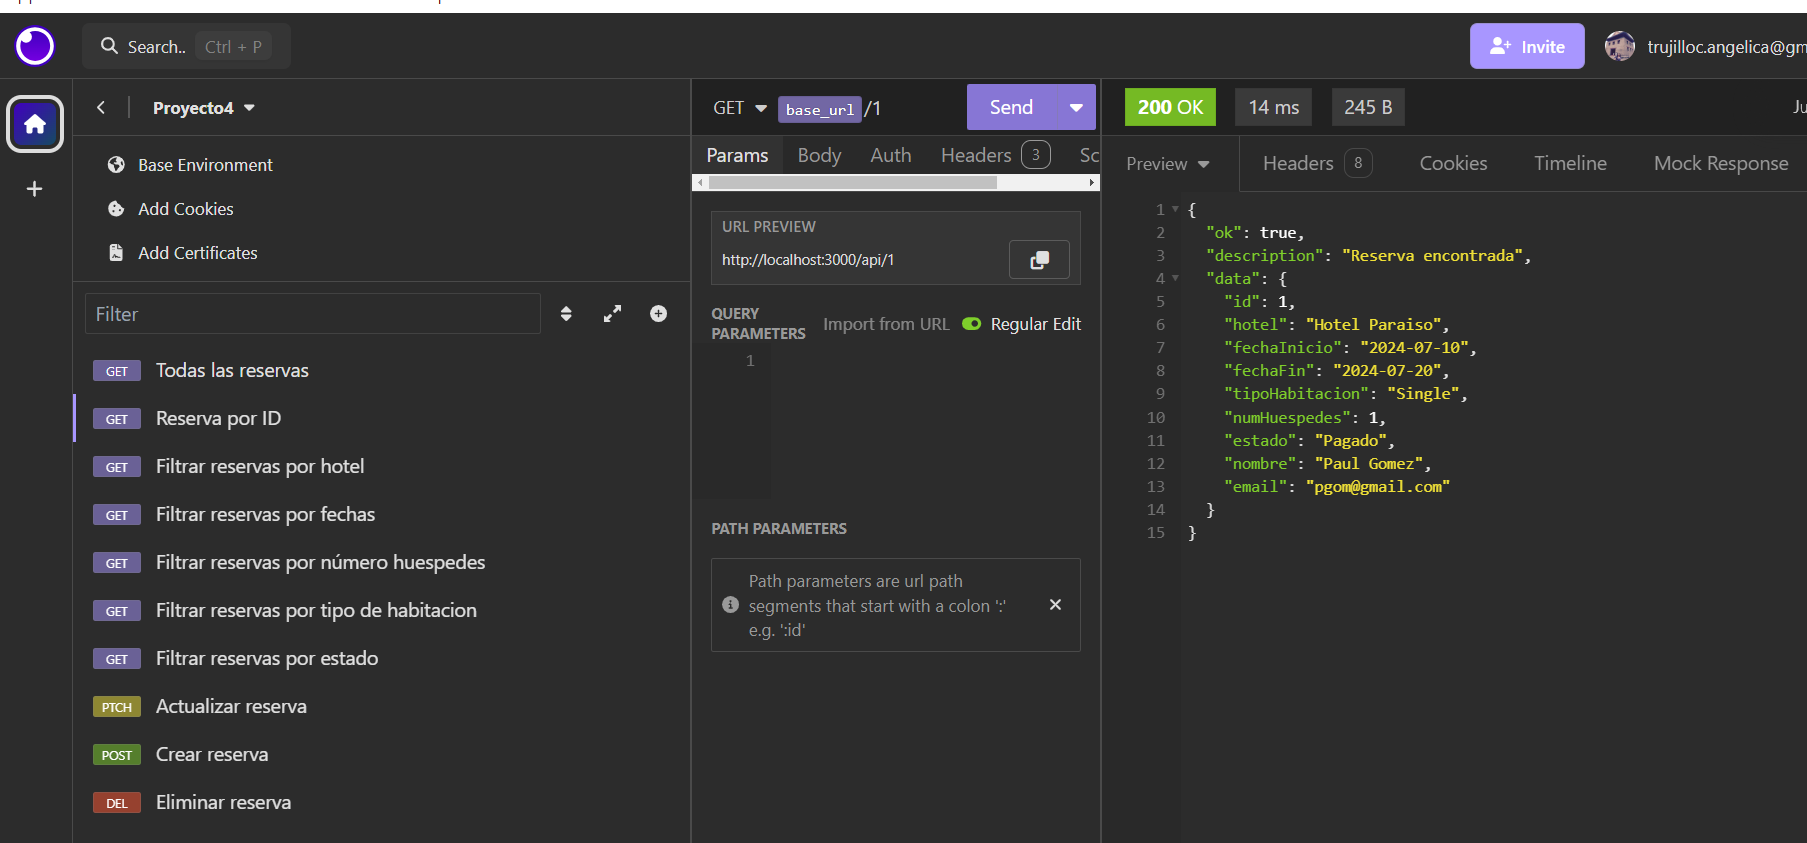 Search.. Ctrl + P
Invite
trujilloc.angelica@gm
Proyecto4
Base Environment
Add Cookies
Add Certificates
Filter
GET Todas las reservas
GET Reserva por ID
GET Filtrar reservas por hotel
GET Filtrar reservas por fechas
GET Filtrar reservas por número huespedes
GET Filtrar reservas por tipo de habitacion
GET Filtrar reservas por estado
PTCH Actualizar reserva
POST Crear reserva
DEL Eliminar reserva
GET base_url /1 Send
Params Body Auth Headers 3 Sc
URL PREVIEW
http://localhost:3000/api/1
QUERY
PARAMETERS
Import from URL Regular Edit
1
PATH PARAMETERS
Path parameters are url path
segments that start with a colon ':'
e.g. ':id'
200 OK 14 ms 245 B Ju
Preview Headers 8 Cookies Timeline Mock Response
1 {
2 "ok": true,
3 "description": "Reserva encontrada",
4 "data": {
5 "id": 1,
6 "hotel": "Hotel Paraiso",
7 "fechaInicio": "2024-07-10",
8 "fechaFin": "2024-07-20",
9 "tipoHabitacion": "Single",
10 "numHuespedes": 1,
11 "estado": "Pagado",
12 "nombre": "Paul Gomez",
13 "email": "pgom@gmail.com"
14 }
15 }